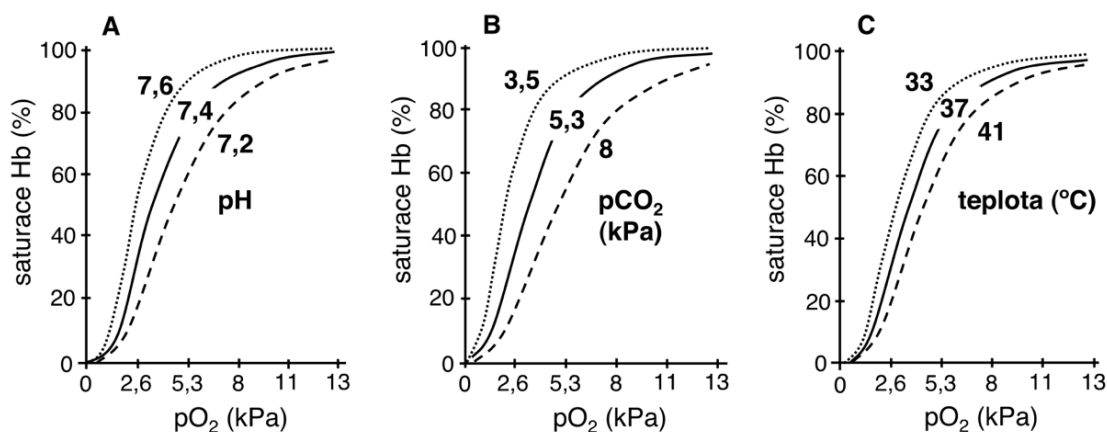 A
saturace Hb (%)
100
80
60
40
20
0
7,6
7,4
7,2
pH
0 2,6 5,3 8 11 13
pO2 (kPa)
B
saturace Hb (%)
100
80
60
40
20
0
3,5
5,3
8
pCO2
(kPa)
0 2,6 5,3 8 11 13
pO2 (kPa)
C
saturace Hb (%)
100
80
60
40
20
0
33
37
41
teplota (°C)
0 2,6 5,3 8 11 13
pO2 (kPa)